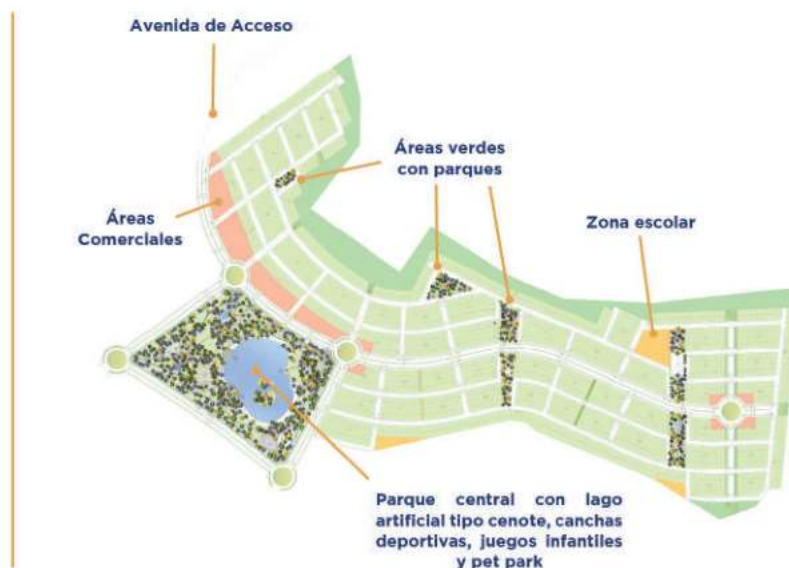 Avenida de Acceso
Áreas verdes
con parques
Áreas
Comerciales
Zona escolar
Parque central con lago
artificial tipo cenote, canchas
deportivas, juegos infantiles
y pet park